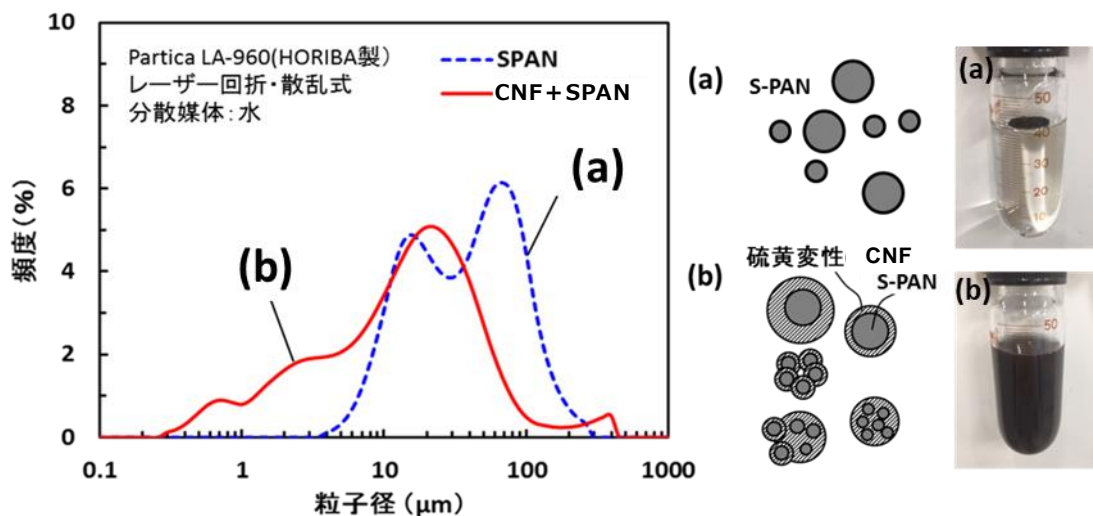 10
8
6
4
2
0
頻度(%)
Partica LA-960(HORIBA製)
レーザー回折・散乱式
分散媒体:水
SPAN
CNF+SPAN
(a)
(b)
0.1
1
10
100
1000
粒子径(μm)
(a)
S-PAN
(b)
硫黄変性 CNF
S-PAN
(a)
50
40
30
20
10
(b)
50